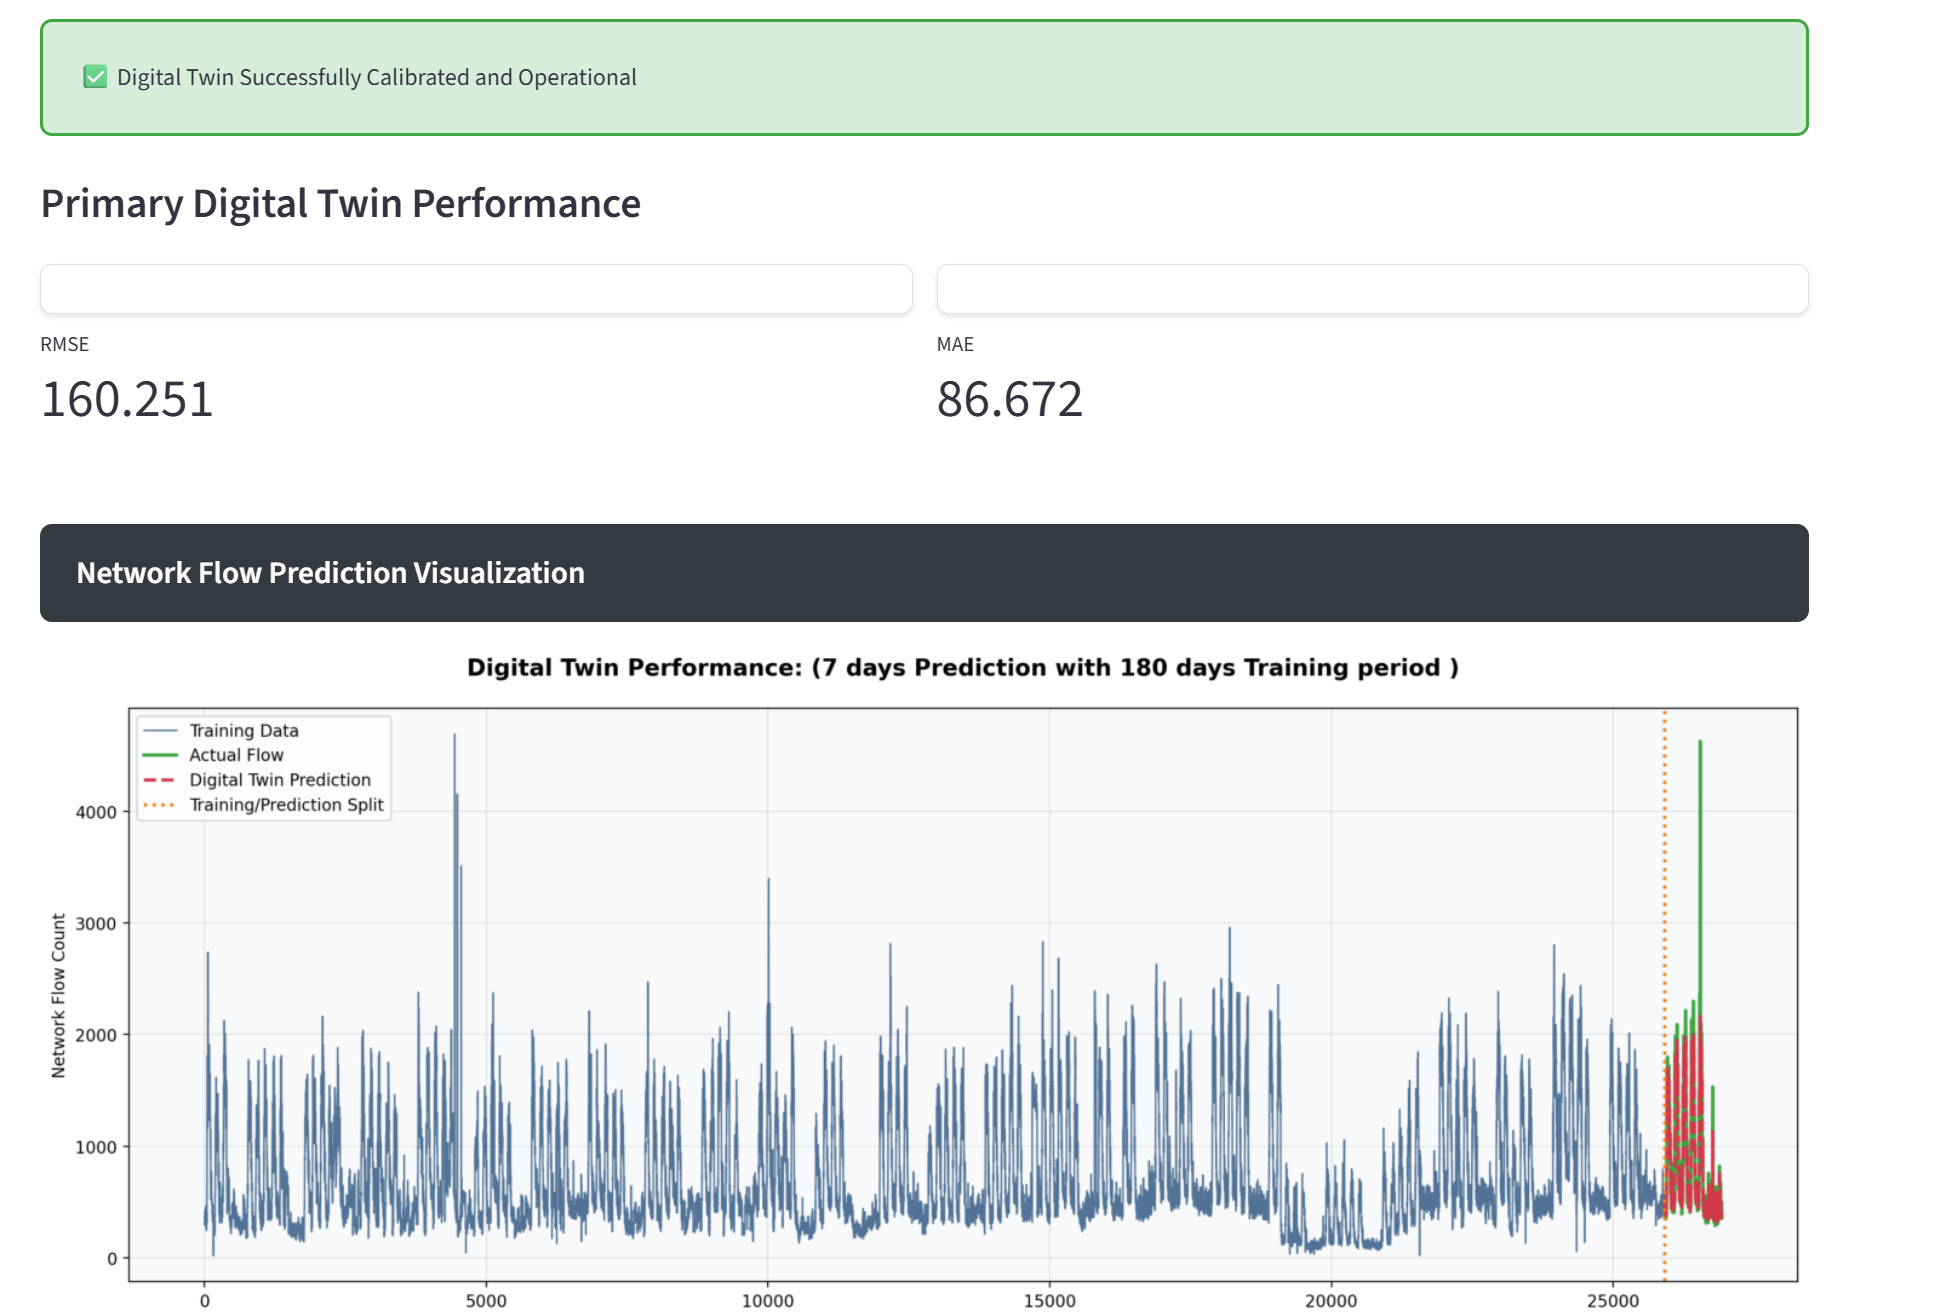 ✅ Digital Twin Successfully Calibrated and Operational
Primary Digital Twin Performance
RMSE
160.251
MAE
86.672
Network Flow Prediction Visualization
Digital Twin Performance: (7 days Prediction with 180 days Training period )
Training Data
Actual Flow
Digital Twin Prediction
Training/Prediction Split
Network Flow Count
4000
3000
2000
1000
0
0 5000 10000 15000 20000 25000